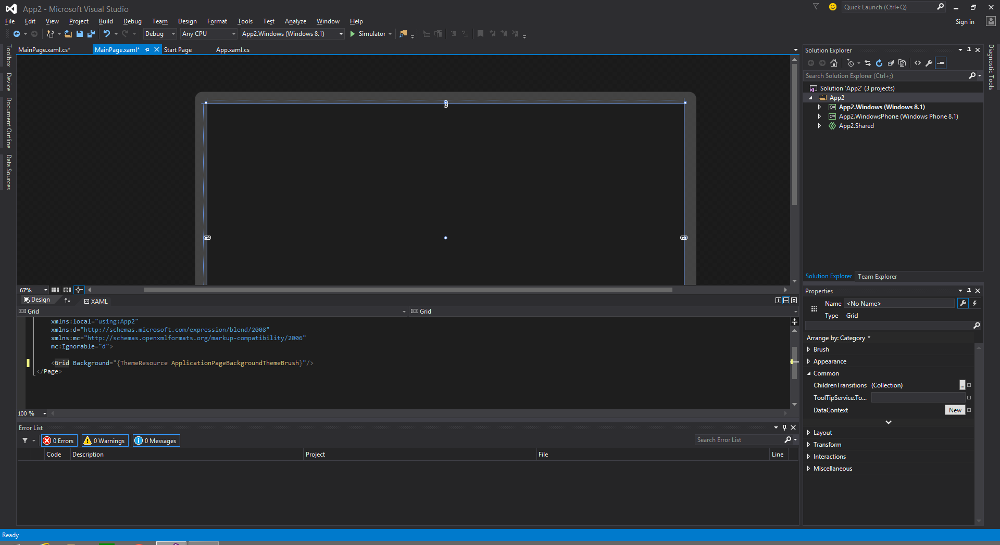 App2 - Microsoft Visual Studio
Quick Launch (Ctrl+Q)
File Edit View Project Build Debug Team Design Format Tools Test Analyze Window Help
Sign in
Debug Any CPU App2.Windows (Windows 8.1) Simulator
Toolbox
Device
Document Outline
Data Sources
MainPage.xaml.cs* MainPage.xaml* Start Page App.xaml.cs
67%
Design XAML
Grid Grid
xmlns:local="using:App2"
xmlns:d="http://schemas.microsoft.com/expression/blend/2008"
xmlns:mc="http://schemas.openxmlformats.org/markup-compatibility/2006"
mc:Ignorable="d">
<Grid Background="{ThemeResource ApplicationPageBackgroundThemeBrush}"/>
</Page>
100 %
Error List
0 Errors 0 Warnings 0 Messages
Search Error List
Code Description Project File Line
Solution Explorer
Search Solution Explorer (Ctrl+;)
Solution 'App2' (3 projects)
App2
App2.Windows (Windows 8.1)
App2.WindowsPhone (Windows Phone 8.1)
App2.Shared
Solution Explorer Team Explorer
Properties
Name <No Name>
Type Grid
Arrange by: Category
Brush
Appearance
Common
ChildrenTransitions (Collection) ...
ToolTipService.To...
DataContext New
Layout
Transform
Interactions
Miscellaneous
Diagnostic Tools
Ready